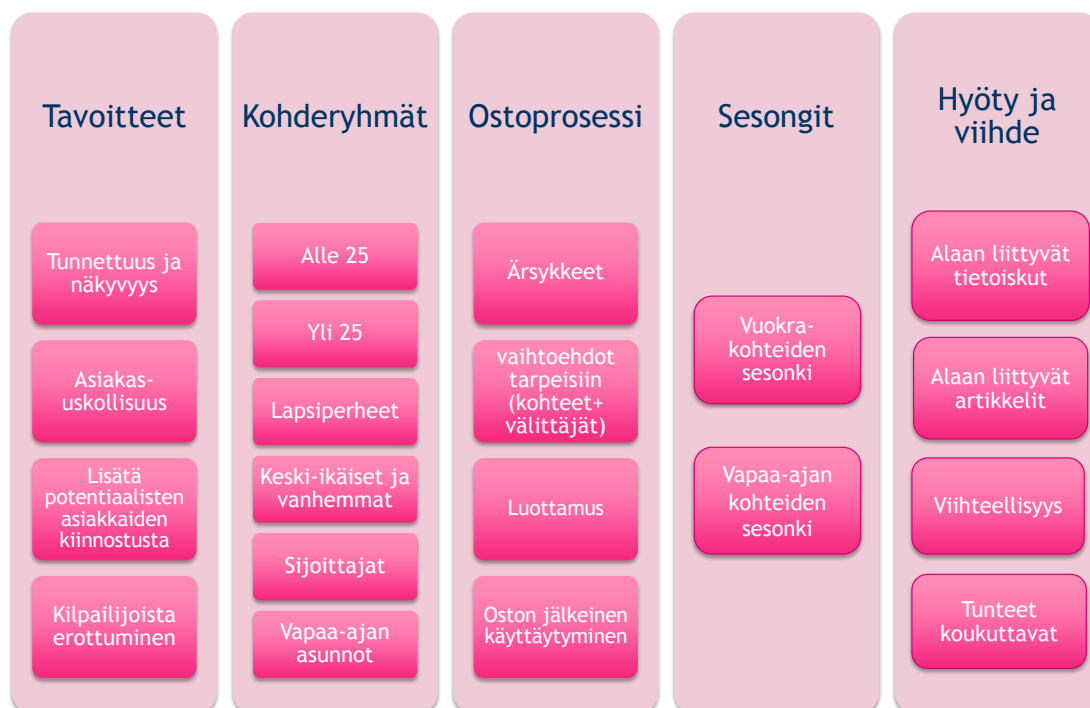 Tavoitteet
Tunnettuus ja
näkyvyys
Asiakas-
uskollisuus
Lisätä
potentiaalisten
asiakkaiden
kiinnostusta
Kilpailijoista
erottuminen
Kohderyhmät
Alle 25
Yli 25
Lapsiperheet
Keski-ikäiset ja
vanhemmat
Sijoittajat
Vapaa-ajan
asunnot
Ostoprosessi
Ärsykkeet
vaihtoehdot
tarpeisiin
(kohteet+
välittäjät)
Luottamus
Oston jälkeinen
käyttäytyminen
Sesongit
Vuokra-
kohteiden
sesonki
Vapaa-ajan
kohteiden
sesonki
Hyöty ja
viihde
Alaan liittyvät
tietoiskut
Alaan liittyvät
artikkelit
Viihteellisyys
Tunteet
koukuttavat